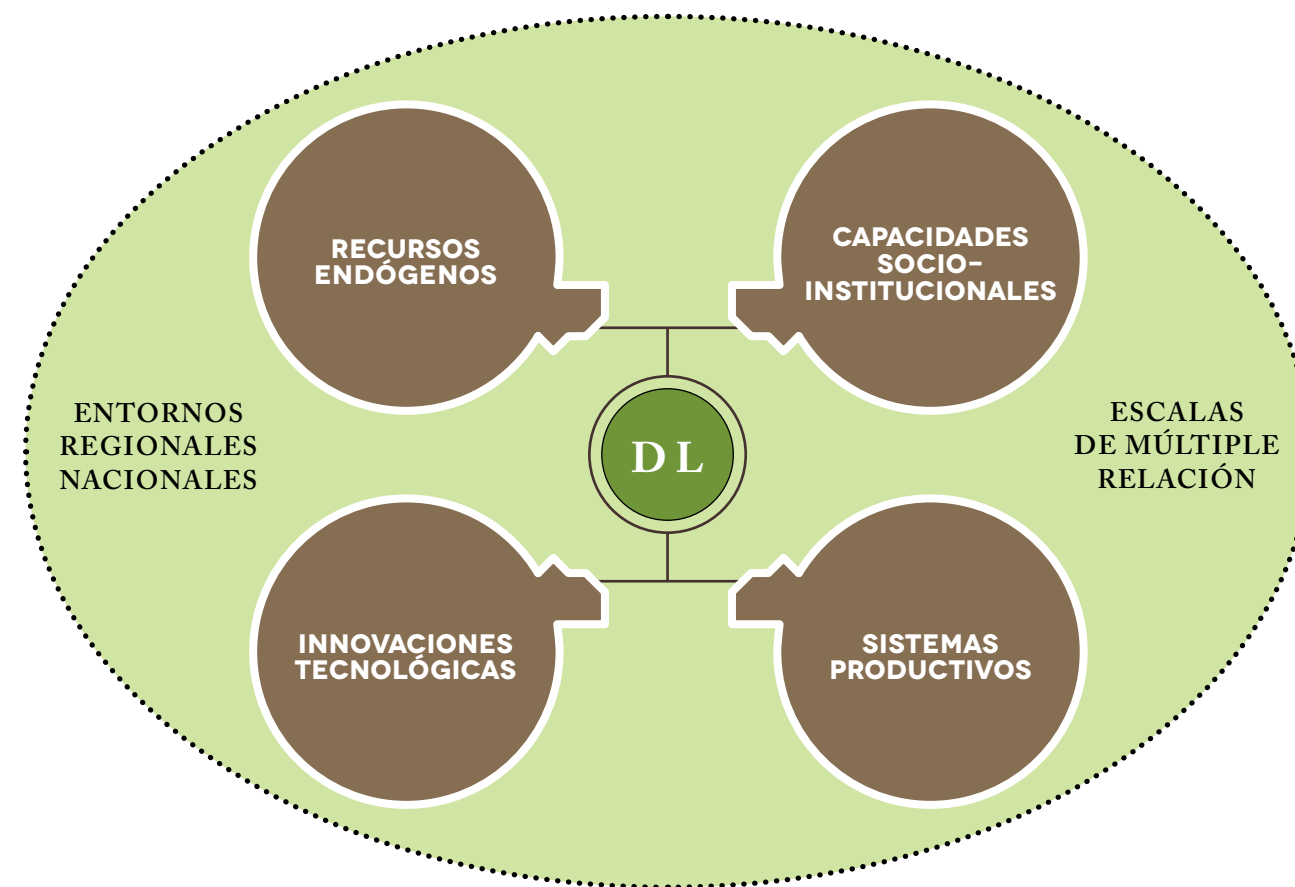 RECURSOS
ENDÓGENOS
CAPACIDADES
SOCIO-
INSTITUCIONALES
ENTORNOS
REGIONALES
NACIONALES
D L
ESCALAS
DE MÚLTIPLE
RELACIÓN
INNOVACIONES
TECNOLÓGICAS
SISTEMAS
PRODUCTIVOS